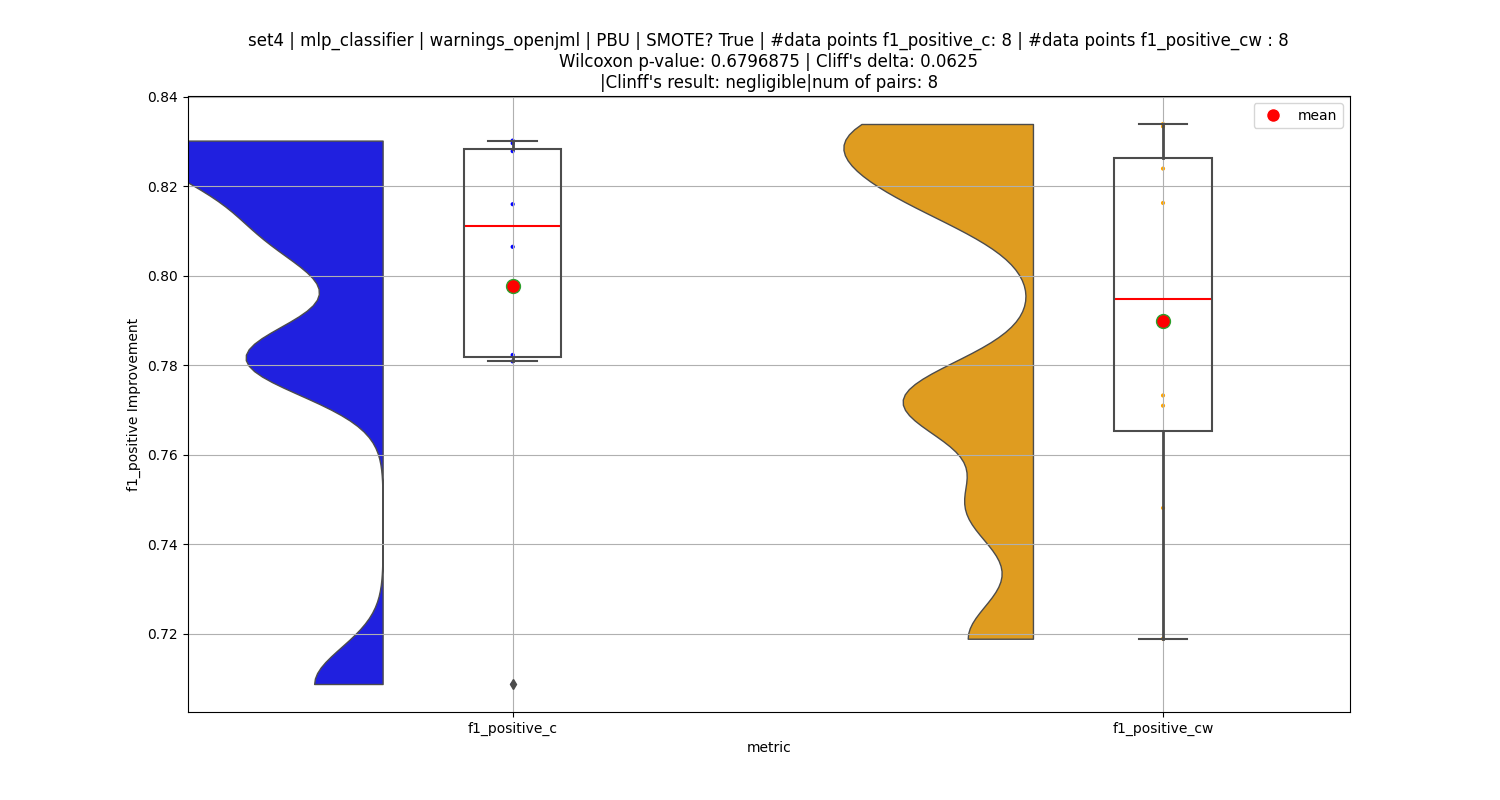 set4 | mlp_classifier | warnings_openjml | PBU | SMOTE? True | #data points f1_positive_c: 8 | #data points f1_positive_cw : 8
Wilcoxon p-value: 0.6796875 | Cliff's delta: 0.0625
|Clinff's result: negligible|num of pairs: 8
mean
f1_positive Improvement
0.84
0.82
0.80
0.78
0.76
0.74
0.72
f1_positive_c
f1_positive_cw
metric